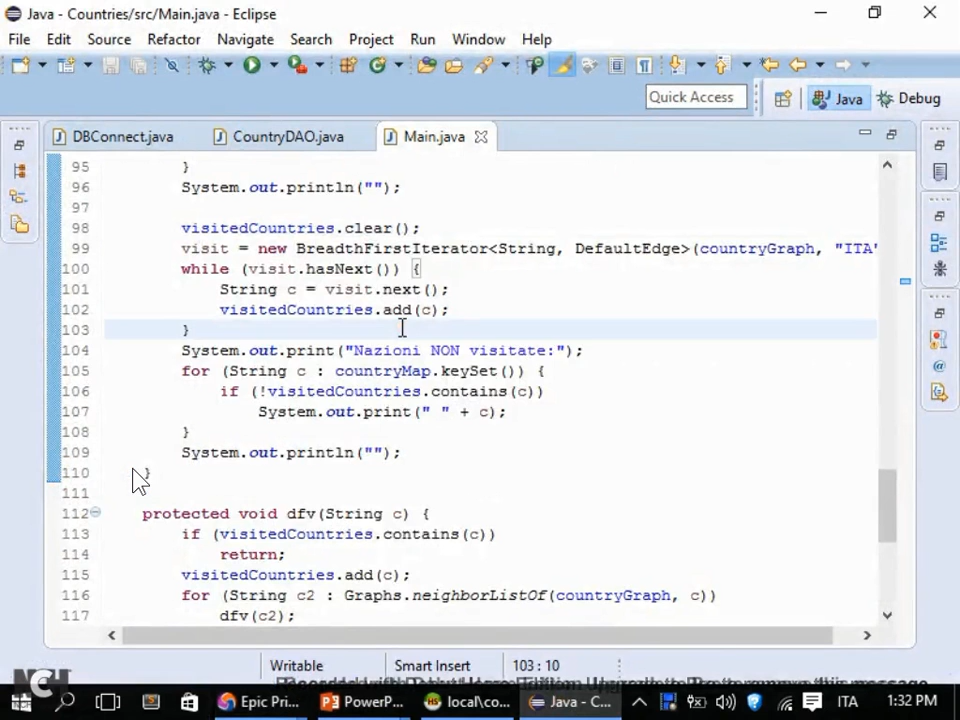 Java - Countries/src/Main.java - Eclipse
File Edit Source Refactor Navigate Search Project Run Window Help
Quick Access Java Debug
DBConnect.java CountryDAO.java Main.java
95 }
96 System.out.println("");
97
98 visitedCountries.clear();
99 visit = new BreadthFirstIterator<String, DefaultEdge>(countryGraph, "ITA"
100 while (visit.hasNext()) {
101 String c = visit.next();
102 visitedCountries.add(c);
103 }
104 System.out.print("Nazioni NON visitate:");
105 for (String c : countryMap.keySet()) {
106 if (!visitedCountries.contains(c))
107 System.out.print(" " + c);
108 }
109 System.out.println("");
110 }
111
112 protected void dfv(String c) {
113 if (visitedCountries.contains(c))
114 return;
115 visitedCountries.add(c);
116 for (String c2 : Graphs.neighborListOf(countryGraph, c))
117 dfv(c2);
Writable Smart Insert 103 : 10
NCH
Epic Pri... PowerP... local\co... Java - C... ITA 1:32 PM